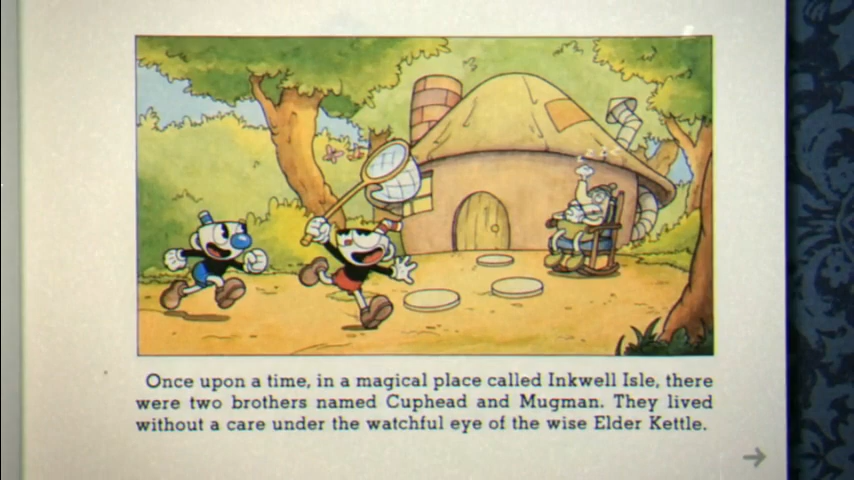 Once upon a time, in a magical place called Inkwell Isle, there
were two brothers named Cuphead and Mugman. They lived
without a care under the watchful eye of the wise Elder Kettle.